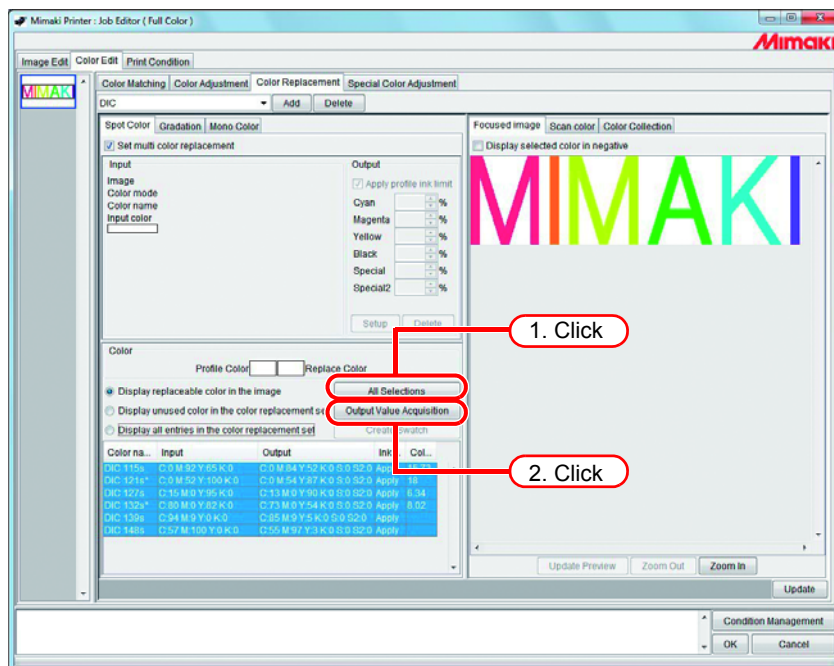 Mimaki Printer : Job Editor ( Full Color )
Mimaki
Image Edit Color Edit Print Condition
MIMAKI
Color Matching Color Adjustment Color Replacement Special Color Adjustment
DIC Add Delete
Spot Color Gradation Mono Color
Set multi color replacement
Input
Image
Color mode
Color name
Input color
Output
Apply profile ink limit
Cyan %
Magenta %
Yellow %
Black %
Special %
Special2 %
Setup Delete
Color
Profile Color Replace Color
Display replaceable color in the image All Selections
Display unused color in the color replacement se Output Value Acquisition
Display all entries in the color replacement set Create Swatch
Color na... Input Output Ink... Col...
DIC 115s C:0 M:92 Y:65 K:0 C:0 M:84 Y:52 K:0 S:0 S2:0 Apply
DIC 121s* C:0 M:52 Y:100 K:0 C:0 M:54 Y:87 K:0 S:0 S2:0 Apply 18
DIC 127s C:15 M:0 Y:95 K:0 C:13 M:0 Y:90 K:0 S:0 S2:0 Apply 6.34
DIC 132s* C:80 M:0 Y:82 K:0 C:73 M:0 Y:54 K:0 S:0 S2:0 Apply 8.02
DIC 139s C:94 M:9 Y:0 K:0 C:85 M:9 Y:5 K:0 S:0 S2:0 Apply
DIC 148s C:57 M:100 Y:0 K:0 C:55 M:97 Y:3 K:0 S:0 S2:0 Apply
Focused image Scan color Color Collection
Display selected color in negative
MIMAKI
1. Click
2. Click
Update Preview Zoom Out Zoom In
Update
Condition Management
OK Cancel